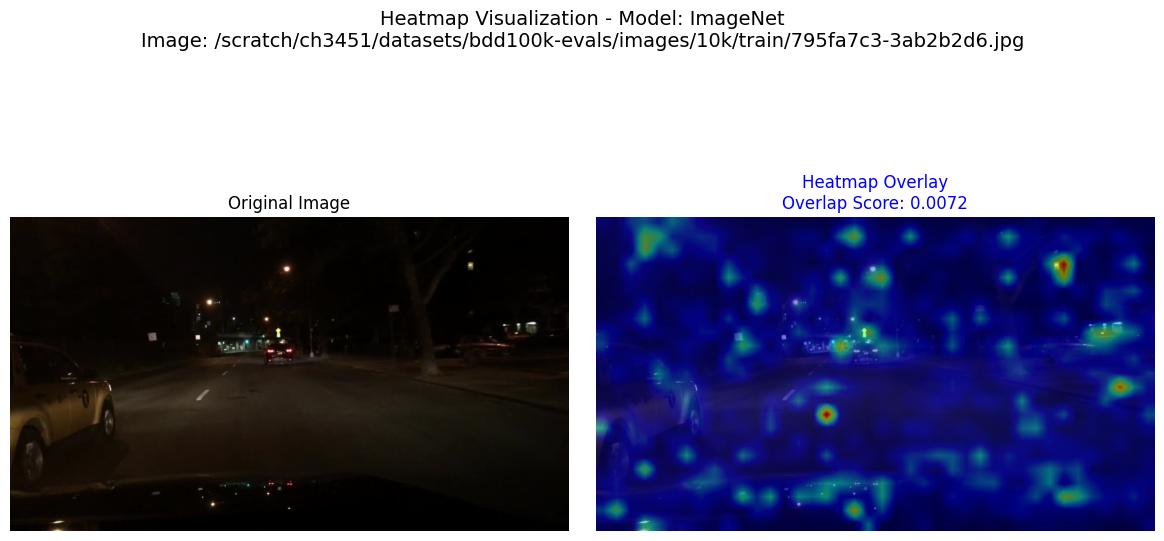 Heatmap Visualization - Model: ImageNet
Image: /scratch/ch3451/datasets/bdd100k-evals/images/10k/train/795fa7c3-3ab2b2d6.jpg
Original Image
Heatmap Overlay
Overlap Score: 0.0072